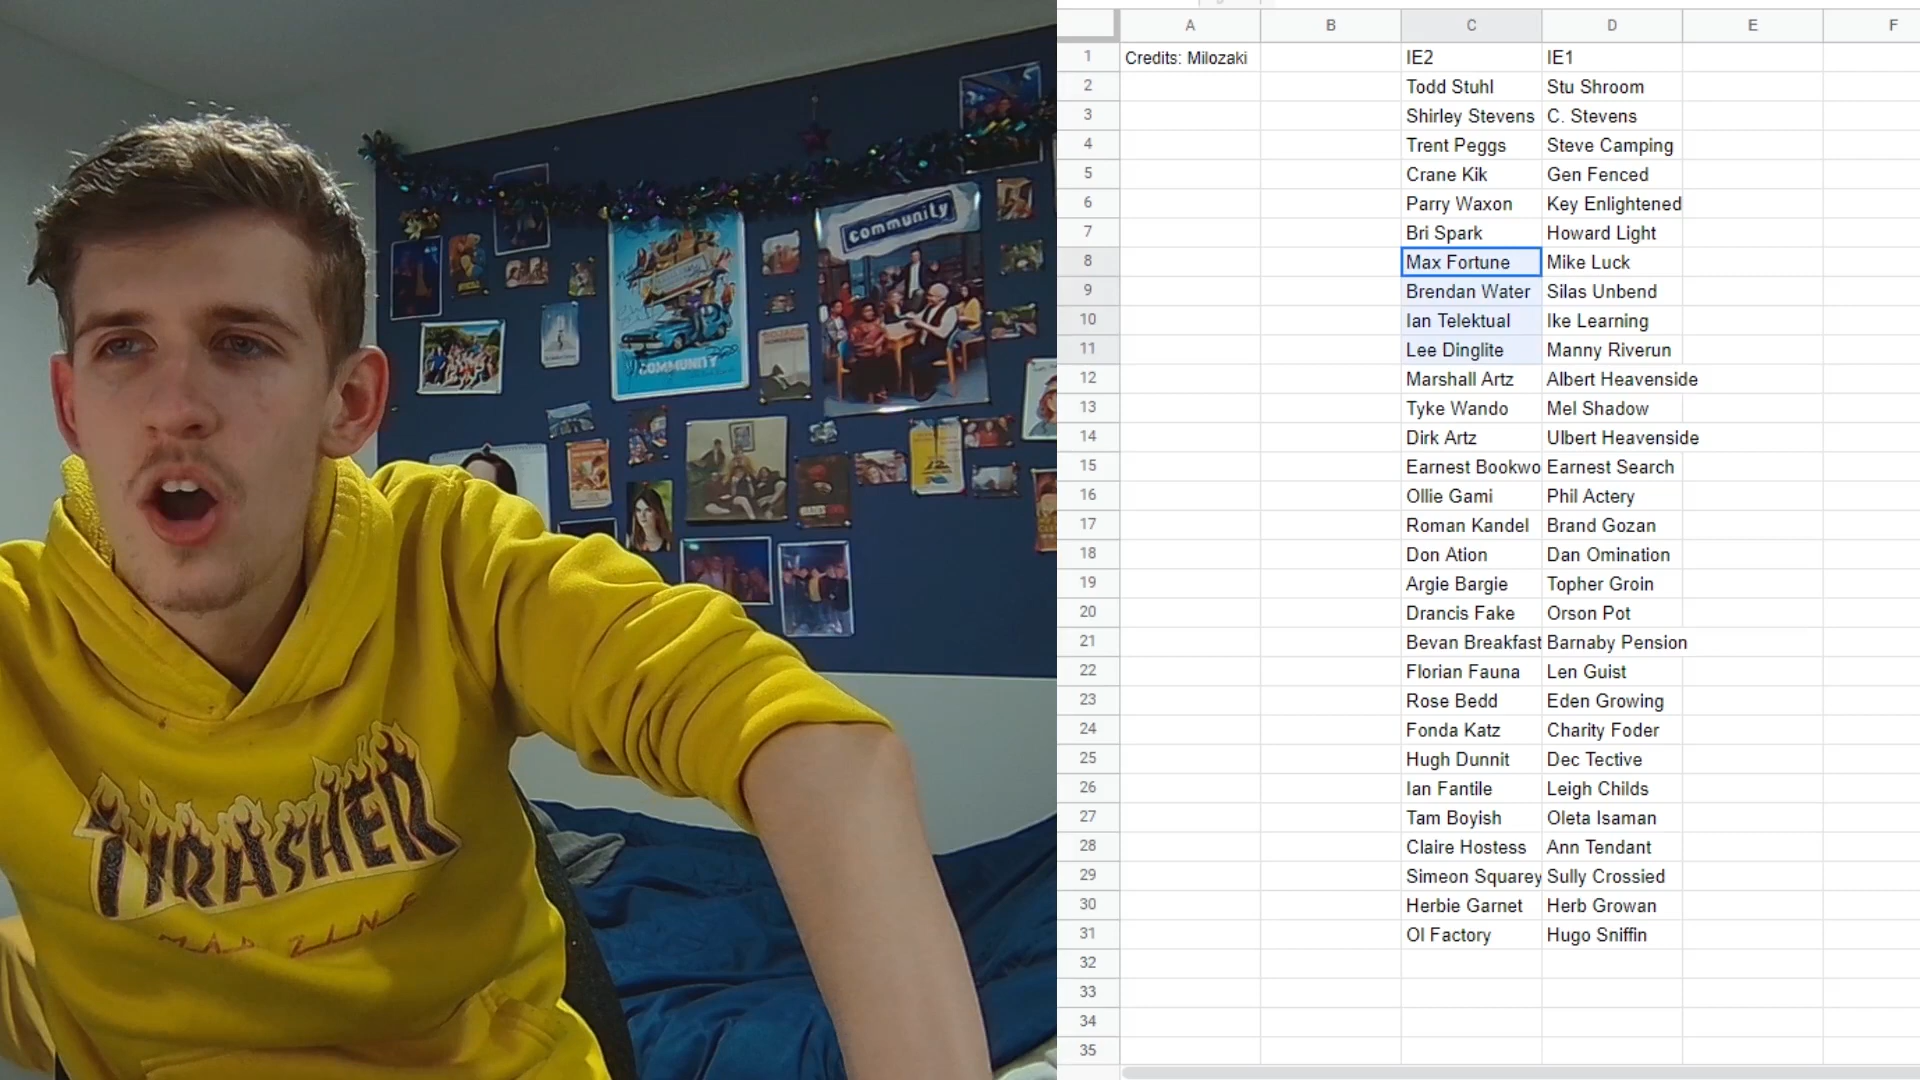 community
COMMUNITY
THRASHER
MAGAZINE
A B C D E F
1 Credits: Milozaki IE2 IE1
2 Todd Stuhl Stu Shroom
3 Shirley Stevens C. Stevens
4 Trent Peggs Steve Camping
5 Crane Kik Gen Fenced
6 Parry Waxon Key Enlightened
7 Bri Spark Howard Light
8 Max Fortune Mike Luck
9 Brendan Water Silas Unbend
10 Ian Telektual Ike Learning
11 Lee Dinglite Manny Riverun
12 Marshall Artz Albert Heavenside
13 Tyke Wando Mel Shadow
14 Dirk Artz Ulbert Heavenside
15 Earnest Bookwo Earnest Search
16 Ollie Gami Phil Actery
17 Roman Kandel Brand Gozan
18 Don Ation Dan Omination
19 Argie Bargie Topher Groin
20 Drancis Fake Orson Pot
21 Bevan Breakfast Barnaby Pension
22 Florian Fauna Len Guist
23 Rose Bedd Eden Growing
24 Fonda Katz Charity Foder
25 Hugh Dunnit Dec Tective
26 Ian Fantile Leigh Childs
27 Tam Boyish Oleta Isaman
28 Claire Hostess Ann Tendant
29 Simeon Squarey Sully Crossied
30 Herbie Garnet Herb Growan
31 Ol Factory Hugo Sniffin
32
33
34
35